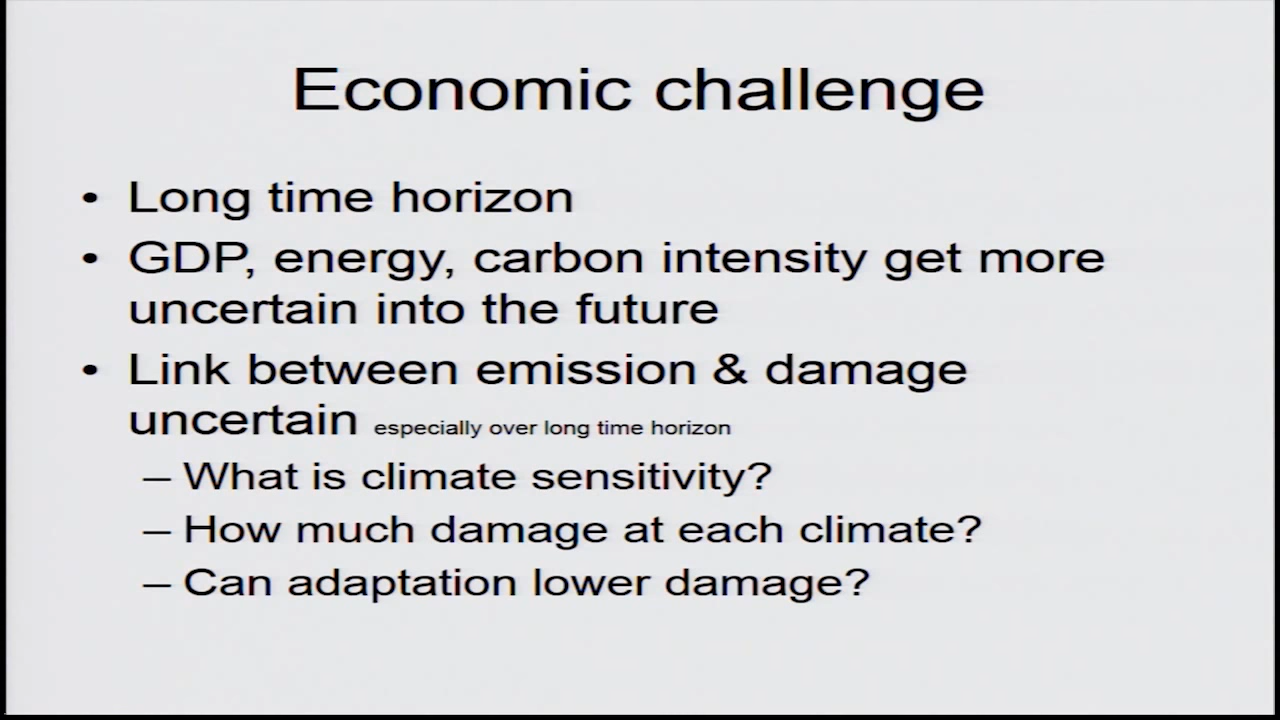 Economic challenge
• Long time horizon
• GDP, energy, carbon intensity get more
uncertain into the future
• Link between emission & damage
uncertain especially over long time horizon
– What is climate sensitivity?
– How much damage at each climate?
– Can adaptation lower damage?